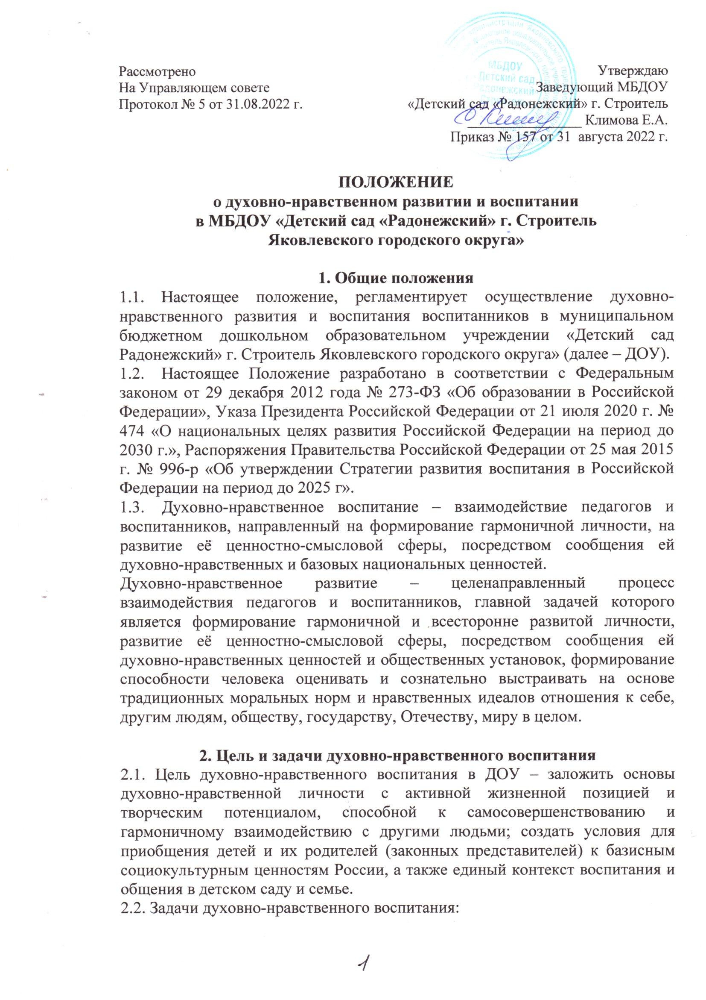 Рассмотрено
На Управляющем совете
Протокол № 5 от 31.08.2022 г.
Утверждаю
Заведующий МБДОУ
«Детский сад «Радонежский» г. Строитель
Климова Е.А.
Приказ № 157 от 31 августа 2022 г.
МБДОУ
Детский сад
Радонежский»
ПОЛОЖЕНИЕ
о духовно-нравственном развитии и воспитании
в МБДОУ «Детский сад «Радонежский» г. Строитель
Яковлевского городского округа»
1. Общие положения
1.1. Настоящее положение, регламентирует осуществление духовно-
нравственного развития и воспитания воспитанников в муниципальном
бюджетном дошкольном образовательном учреждении «Детский сад
Радонежский» г. Строитель Яковлевского городского округа» (далее – ДОУ).
1.2. Настоящее Положение разработано в соответствии с Федеральным
законом от 29 декабря 2012 года № 273-ФЗ «Об образовании в Российской
Федерации», Указа Президента Российской Федерации от 21 июля 2020 г. №
474 «О национальных целях развития Российской Федерации на период до
2030 г.», Распоряжения Правительства Российской Федерации от 25 мая 2015
г. № 996-р «Об утверждении Стратегии развития воспитания в Российской
Федерации на период до 2025 г».
1.3. Духовно-нравственное воспитание – взаимодействие педагогов и
воспитанников, направленный на формирование гармоничной личности, на
развитие её ценностно-смысловой сферы, посредством сообщения ей
духовно-нравственных и базовых национальных ценностей.
Духовно-нравственное развитие – целенаправленный процесс
взаимодействия педагогов и воспитанников, главной задачей которого
является формирование гармоничной и всесторонне развитой личности,
развитие её ценностно-смысловой сферы, посредством сообщения ей
духовно-нравственных ценностей и общественных установок, формирование
способности человека оценивать и сознательно выстраивать на основе
традиционных моральных норм и нравственных идеалов отношения к себе,
другим людям, обществу, государству, Отечеству, миру в целом.
2. Цель и задачи духовно-нравственного воспитания
2.1. Цель духовно-нравственного воспитания в ДОУ – заложить основы
духовно-нравственной личности с активной жизненной позицией и
творческим потенциалом, способной к самосовершенствованию и
гармоничному взаимодействию с другими людьми; создать условия для
приобщения детей и их родителей (законных представителей) к базисным
социокультурным ценностям России, а также единый контекст воспитания и
общения в детском саду и семье.
2.2. Задачи духовно-нравственного воспитания:
1